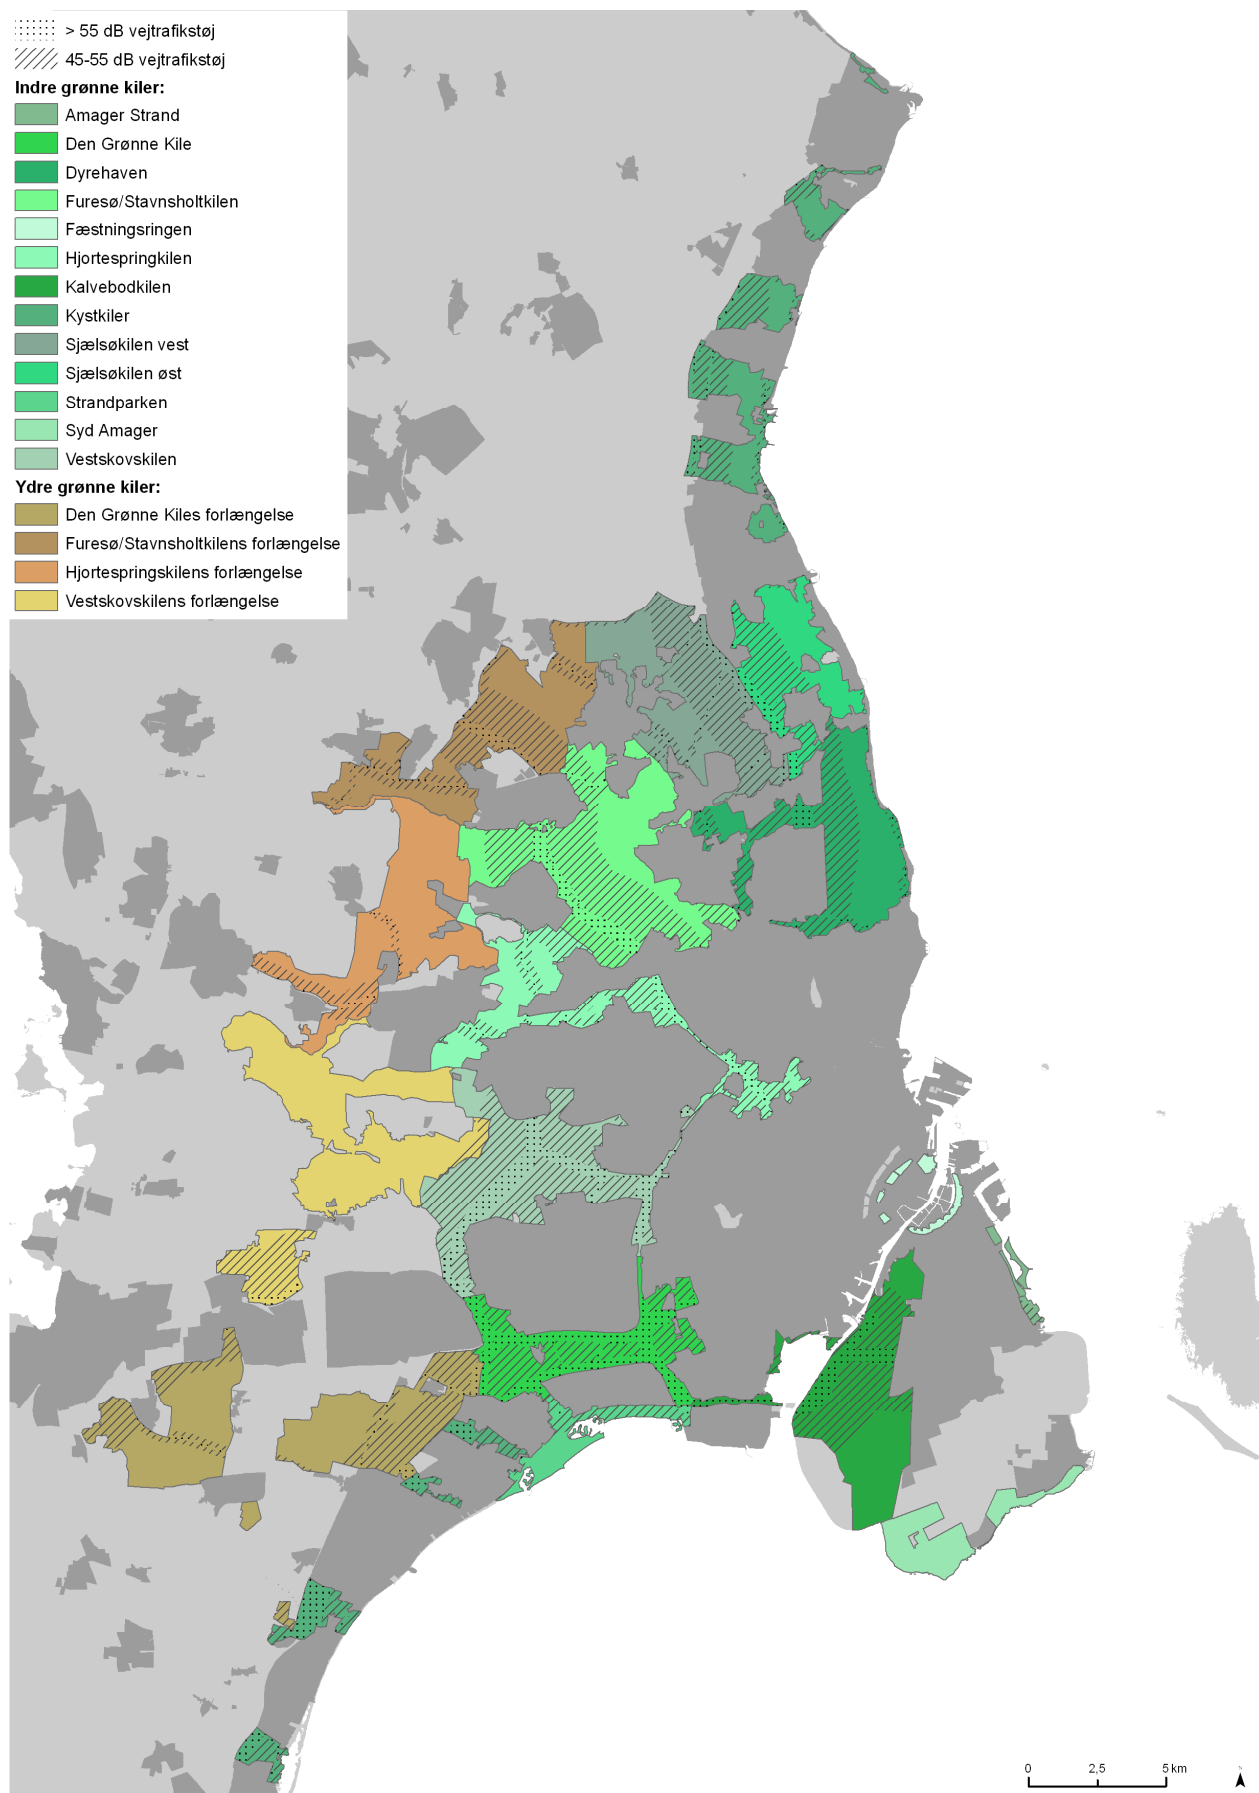 > 55 dB vejtrafikstøj
45-55 dB vejtrafikstøj
Indre grønne kiler:
Amager Strand
Den Grønne Kile
Dyrehaven
Furesø/Stavnsholtkilen
Fæstningsringen
Hjortespringkilen
Kalvebodkilen
Kystkiler
Sjælsøkilen vest
Sjælsøkilen øst
Strandparken
Syd Amager
Vestskovskilen
Ydre grønne kiler:
Den Grønne Kiles forlængelse
Furesø/Stavnsholtkilens forlængelse
Hjortespringskilens forlængelse
Vestskovskilens forlængelse
0 2,5 5 km